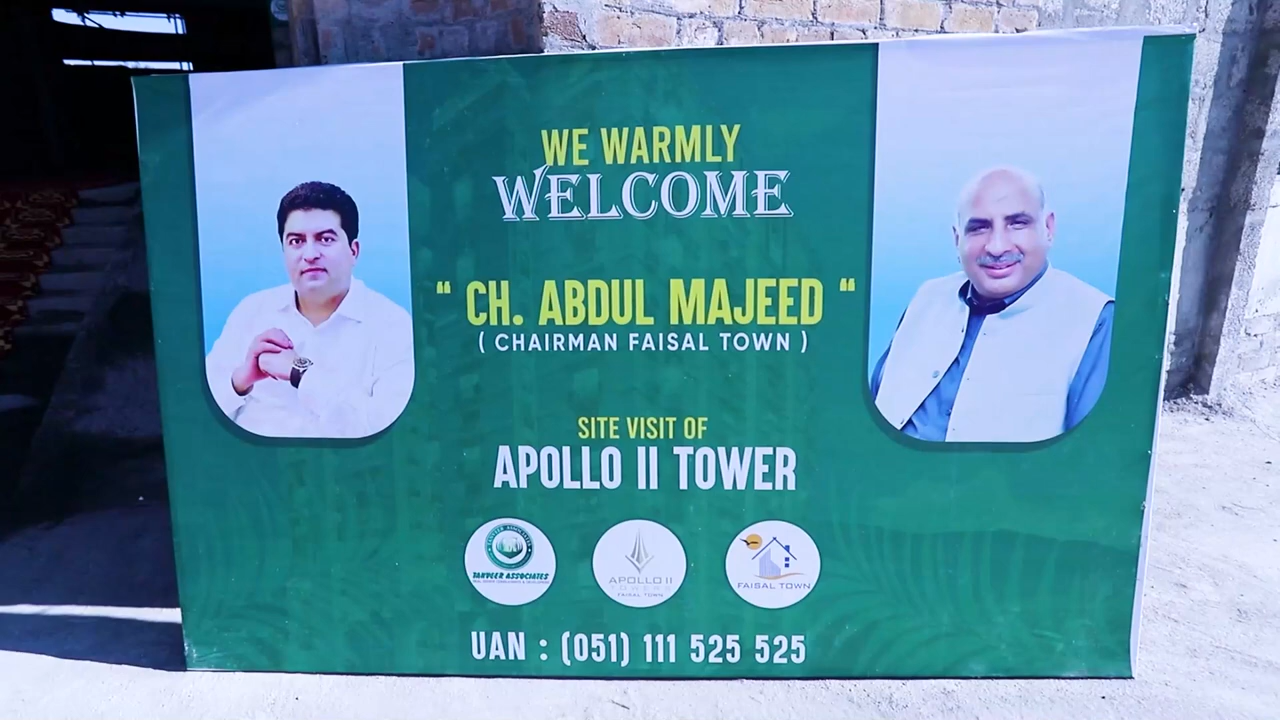 WE WARMLY
WELCOME
" CH. ABDUL MAJEED "
( CHAIRMAN FAISAL TOWN )
SITE VISIT OF
APOLLO II TOWER
TANVEER ASSOCIATES
APOLLO II
TOWERS
FAISAL TOWN
FAISAL TOWN
UAN : (051) 111 525 525